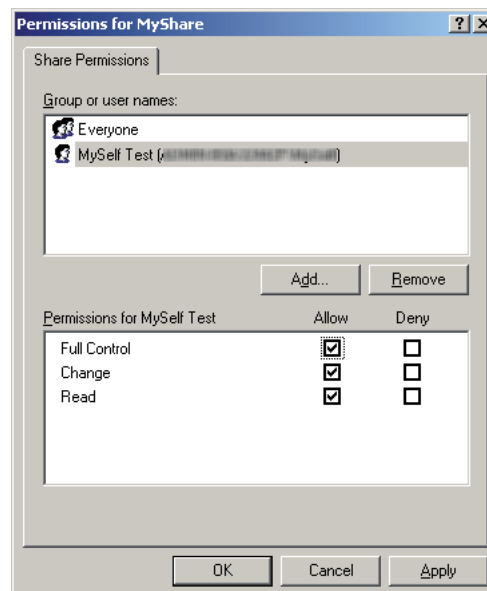 Permissions for MyShare
Share Permissions
Group or user names:
Everyone
MySelf Test (
Add... Remove
Permissions for MySelf Test Allow Deny
Full Control
Change
Read
OK Cancel Apply